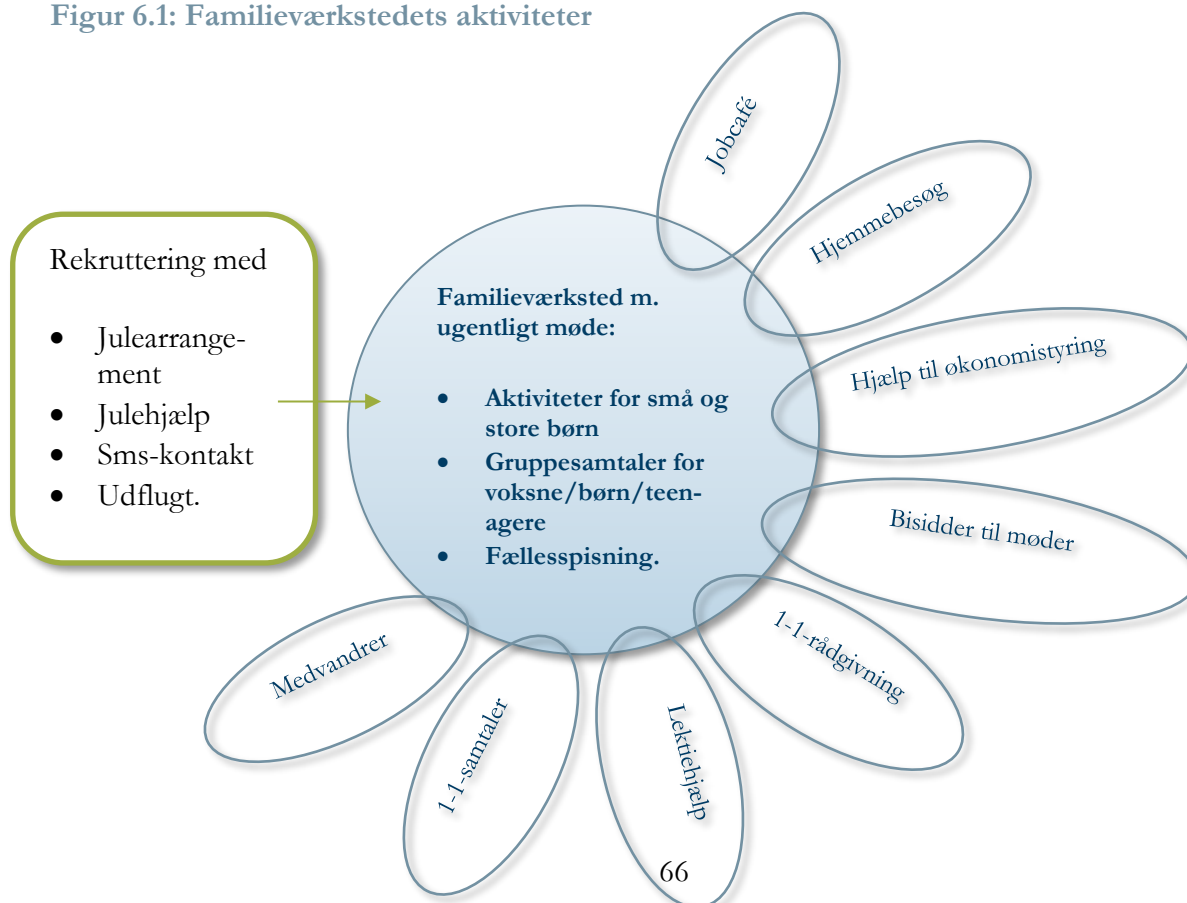 Figur 6.1: Familieværkstedets aktiviteter
Rekruttering med
• Julearrange-
ment
• Julehjælp
• Sms-kontakt
• Udflugt.
Familieværksted m.
ugentligt møde:
• Aktiviteter for små og
store børn
• Gruppesamtaler for
voksne/børn/teen-
agere
• Fællesspisning.
Jobcafé
Hjemmebesøg
Hjælp til økonomistyring
Bisidder til møder
1-1-rådgivning
Lektiehjælp
1-1-samtaler
Medvandrer
66